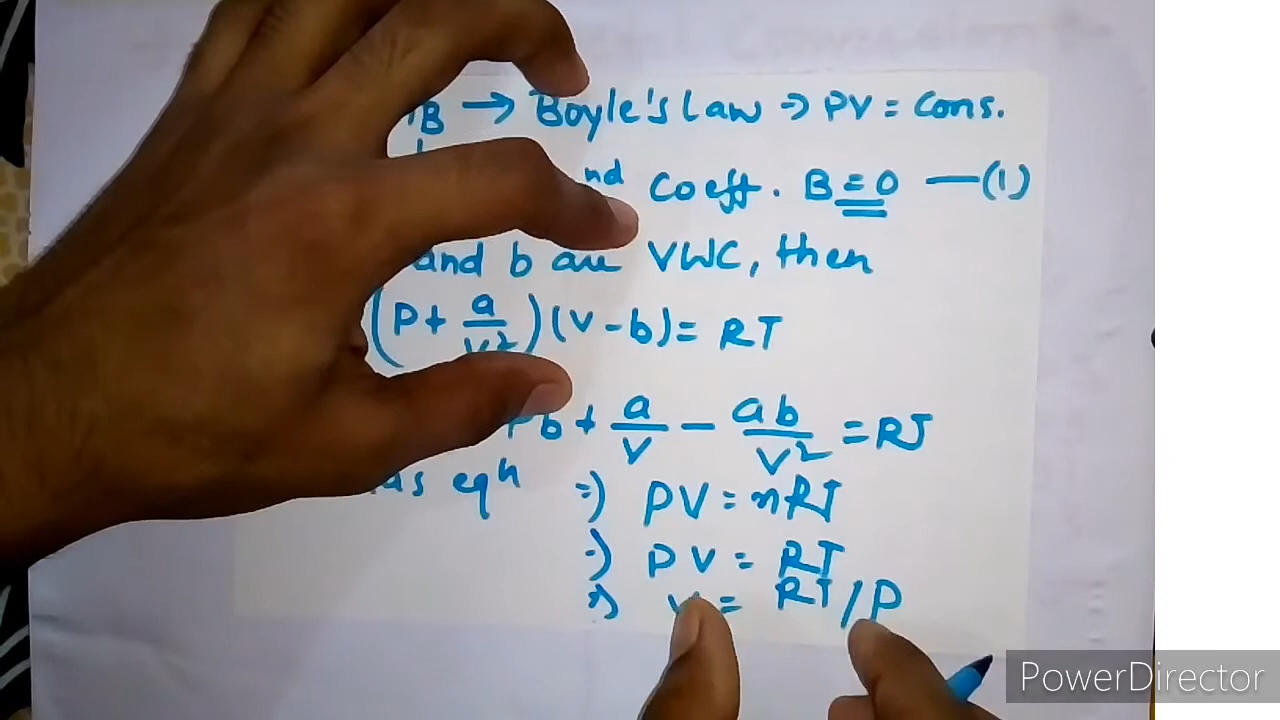 B → Boyle's Law ⇒ PV = Cons.
nd Coeff. B = 0 —(1)
and b are VWC, then
(P + a/V²)(V - b) = RT
Pb + a/V - ab/V² = RT
as eqn ⇒ PV = nRT
⇒ PV = RT
⇒ V = RT/P
PowerDirector